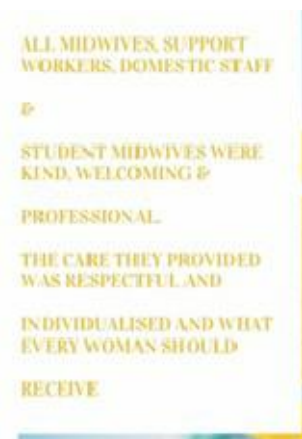 ALL MIDWIVES, SUPPORT
WORKERS, DOMESTIC STAFF
&
STUDENT MIDWIVES WERE
KIND, WELCOMING &
PROFESSIONAL.
THE CARE THEY PROVIDED
WAS RESPECTFUL AND
INDIVIDUALISED AND WHAT
EVERY WOMAN SHOULD
RECEIVE